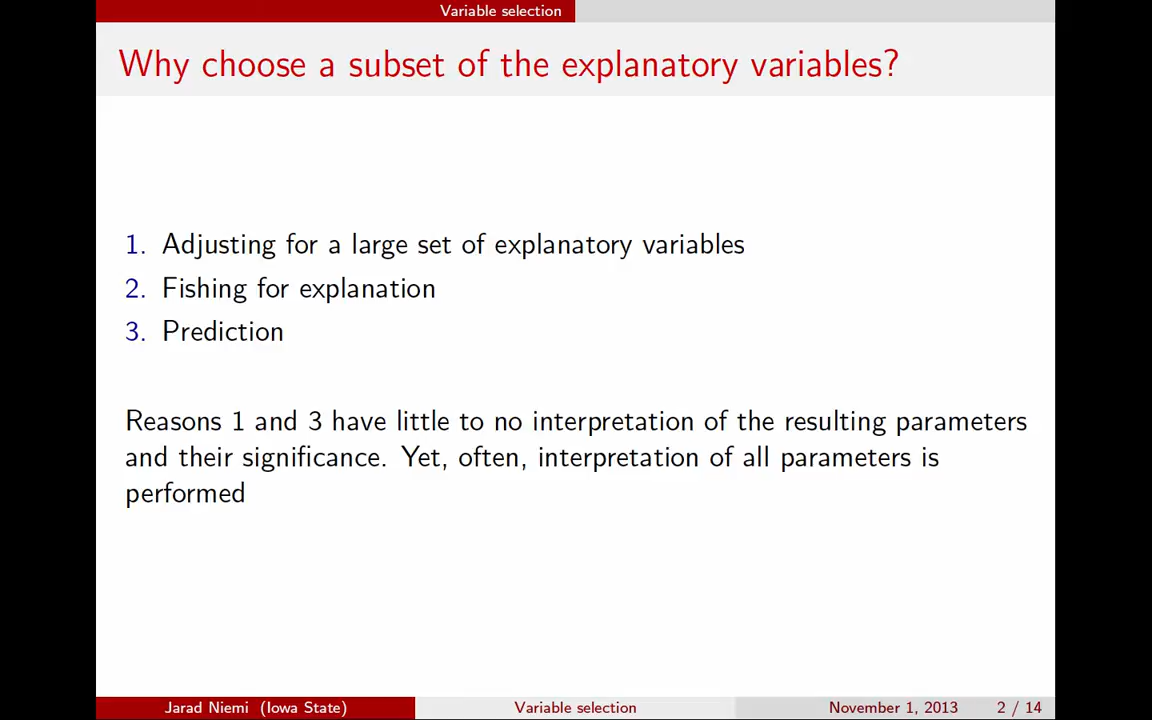 Variable selection
Why choose a subset of the explanatory variables?
1. Adjusting for a large set of explanatory variables
2. Fishing for explanation
3. Prediction
Reasons 1 and 3 have little to no interpretation of the resulting parameters
and their significance. Yet, often, interpretation of all parameters is
performed
Jarad Niemi (Iowa State) Variable selection November 1, 2013 2 / 14